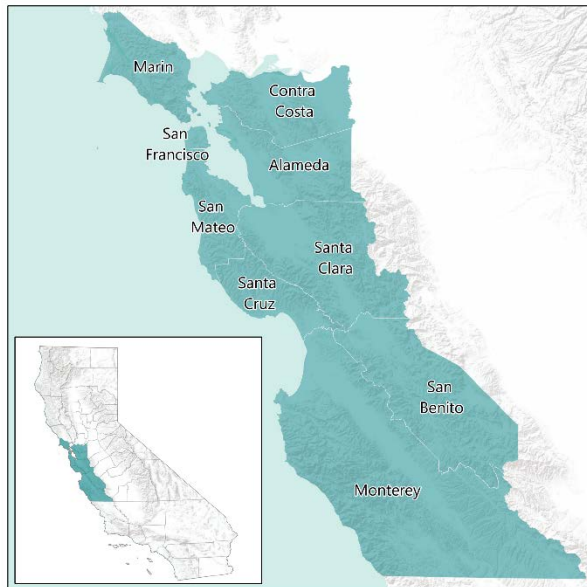 Marin
Contra
Costa
San
Francisco
Alameda
San
Mateo
Santa
Clara
Santa
Cruz
San
Benito
Monterey